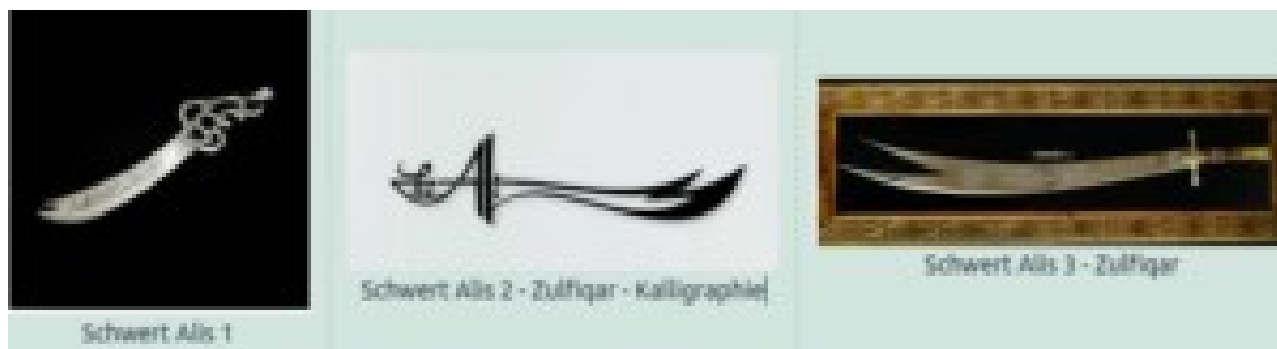 Schwert Alis 1
Schwert Alis 2 - Zulfiqar - Kalligraphie
Schwert Alis 3 - Zulfiqar